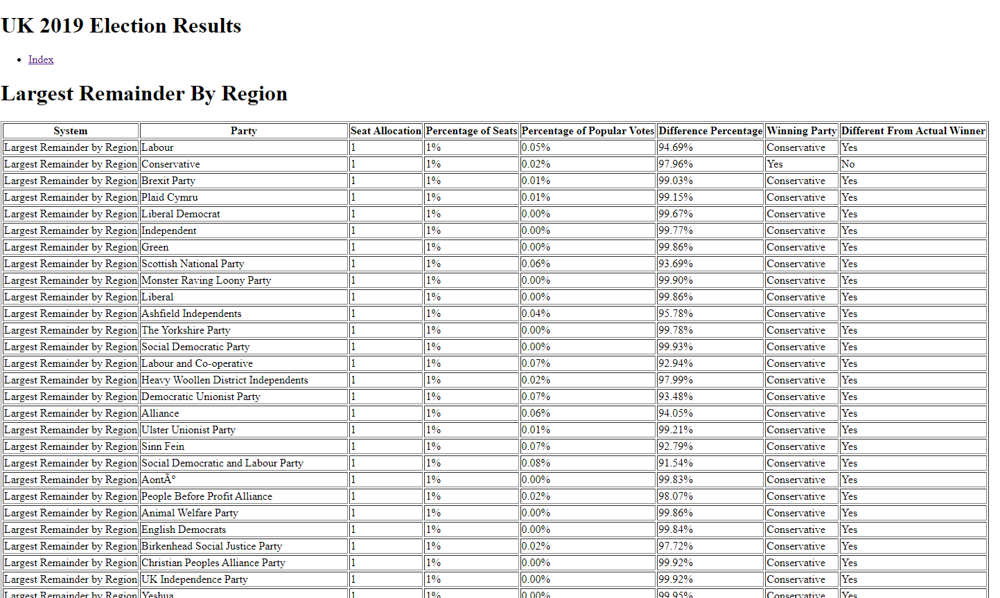 UK 2019 Election Results
Index
Largest Remainder By Region
System Party Seat Allocation Percentage of Seats Percentage of Popular Votes Difference Percentage Winning Party Different From Actual Winner
Largest Remainder by Region Labour 1 1% 0.05% 94.69% Conservative Yes
Largest Remainder by Region Conservative 1 1% 0.02% 97.96% Yes No
Largest Remainder by Region Brexit Party 1 1% 0.01% 99.03% Conservative Yes
Largest Remainder by Region Plaid Cymru 1 1% 0.01% 99.15% Conservative Yes
Largest Remainder by Region Liberal Democrat 1 1% 0.00% 99.67% Conservative Yes
Largest Remainder by Region Independent 1 1% 0.00% 99.77% Conservative Yes
Largest Remainder by Region Green 1 1% 0.00% 99.86% Conservative Yes
Largest Remainder by Region Scottish National Party 1 1% 0.06% 93.69% Conservative Yes
Largest Remainder by Region Monster Raving Loony Party 1 1% 0.00% 99.90% Conservative Yes
Largest Remainder by Region Liberal 1 1% 0.00% 99.86% Conservative Yes
Largest Remainder by Region Ashfield Independents 1 1% 0.04% 95.78% Conservative Yes
Largest Remainder by Region The Yorkshire Party 1 1% 0.00% 99.78% Conservative Yes
Largest Remainder by Region Social Democratic Party 1 1% 0.00% 99.93% Conservative Yes
Largest Remainder by Region Labour and Co-operative 1 1% 0.07% 92.94% Conservative Yes
Largest Remainder by Region Heavy Woollen District Independents 1 1% 0.02% 97.99% Conservative Yes
Largest Remainder by Region Democratic Unionist Party 1 1% 0.07% 93.48% Conservative Yes
Largest Remainder by Region Alliance 1 1% 0.06% 94.05% Conservative Yes
Largest Remainder by Region Ulster Unionist Party 1 1% 0.01% 99.21% Conservative Yes
Largest Remainder by Region Sinn Fein 1 1% 0.07% 92.79% Conservative Yes
Largest Remainder by Region Social Democratic and Labour Party 1 1% 0.08% 91.54% Conservative Yes
Largest Remainder by Region AontÃº 1 1% 0.00% 99.83% Conservative Yes
Largest Remainder by Region People Before Profit Alliance 1 1% 0.02% 98.07% Conservative Yes
Largest Remainder by Region Animal Welfare Party 1 1% 0.00% 99.86% Conservative Yes
Largest Remainder by Region English Democrats 1 1% 0.00% 99.84% Conservative Yes
Largest Remainder by Region Birkenhead Social Justice Party 1 1% 0.02% 97.72% Conservative Yes
Largest Remainder by Region Christian Peoples Alliance Party 1 1% 0.00% 99.92% Conservative Yes
Largest Remainder by Region UK Independence Party 1 1% 0.00% 99.92% Conservative Yes
Largest Remainder by Region Yeshua 1 1% 0.00% 99.95% Conservative Yes